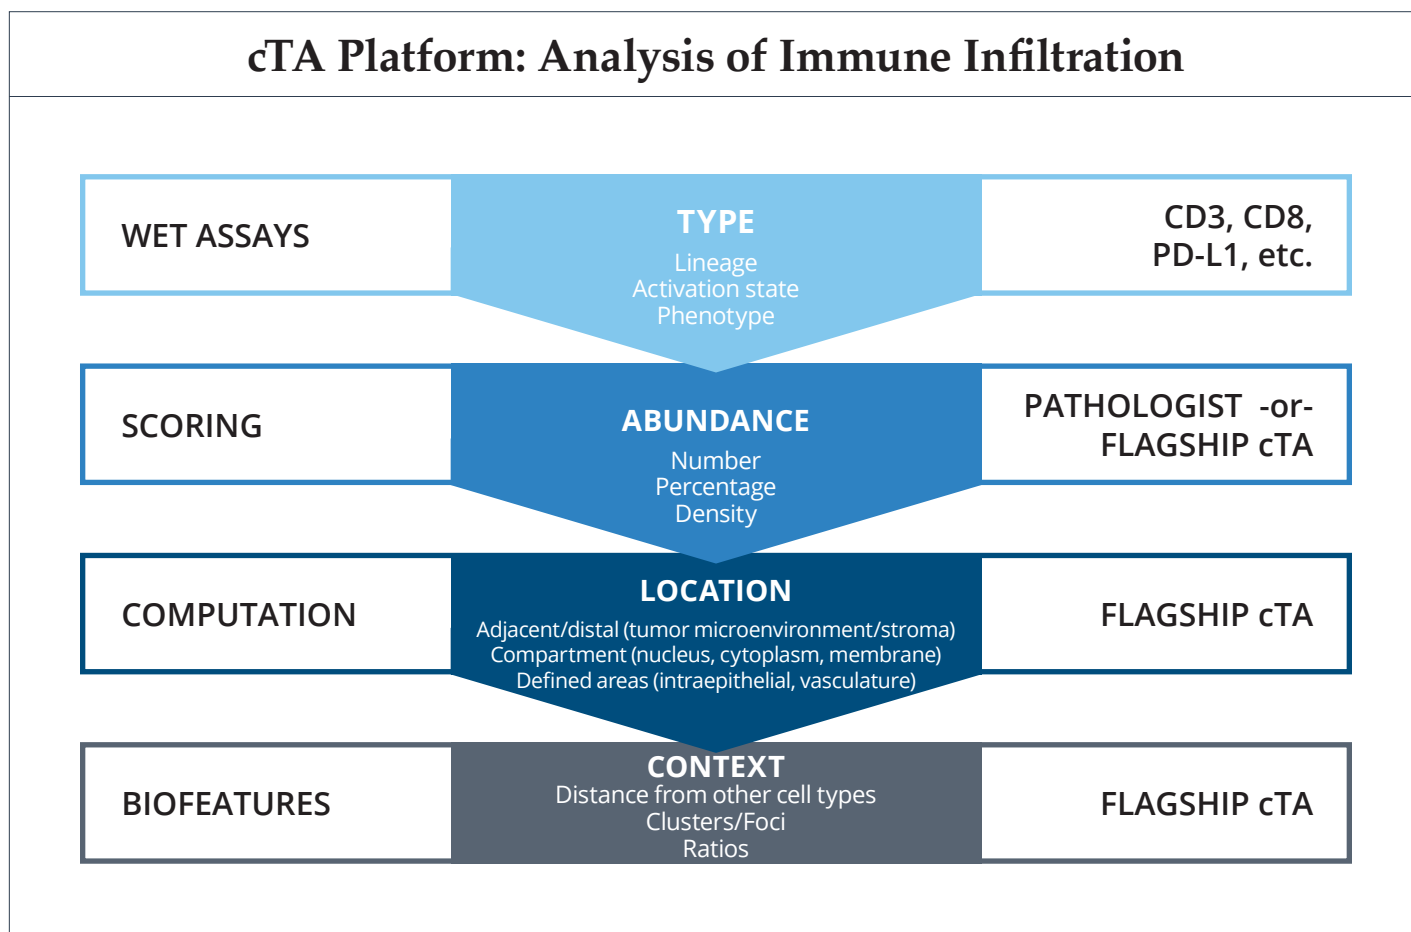 cTA Platform: Analysis of Immune Infiltration
WET ASSAYS
TYPE
Lineage
Activation state
Phenotype
CD3, CD8,
PD-L1, etc.
SCORING
ABUNDANCE
Number
Percentage
Density
PATHOLOGIST -or-
FLAGSHIP cTA
COMPUTATION
LOCATION
Adjacent/distal (tumor microenvironment/stroma)
Compartment (nucleus, cytoplasm, membrane)
Defined areas (intraepithelial, vasculature)
FLAGSHIP cTA
BIOFEATURES
CONTEXT
Distance from other cell types
Clusters/Foci
Ratios
FLAGSHIP cTA